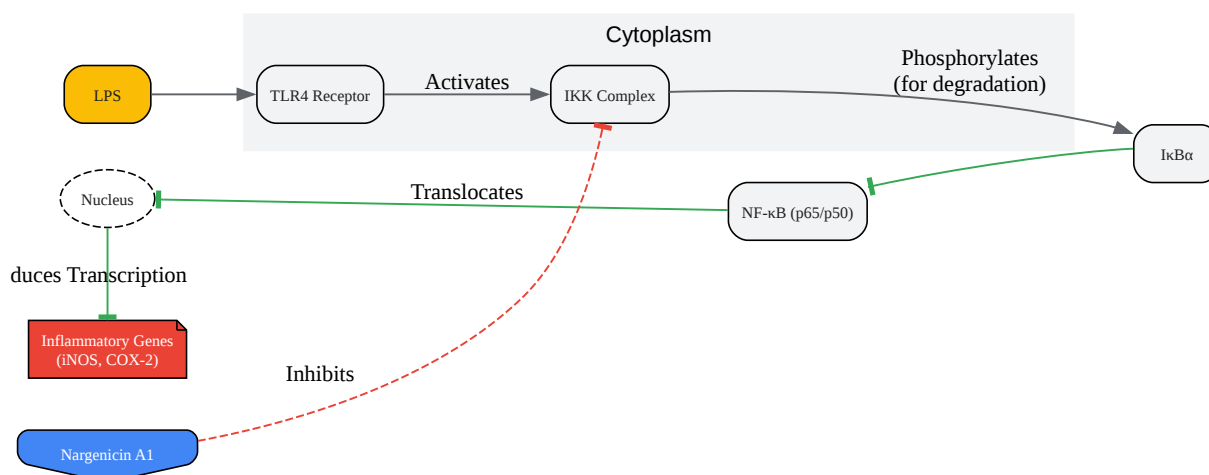 Cytoplasm
LPS
TLR4 Receptor
Activates
IKK Complex
Phosphorylates
(for degradation)
IκBα
Nucleus
Translocates
NF-κB (p65/p50)
duces Transcription
Inflammatory Genes
(iNOS, COX-2)
Inhibits
Nargenicin A1